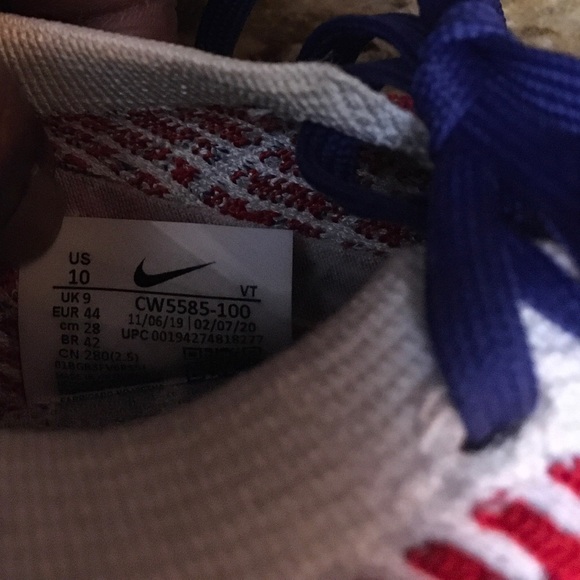 US
10
VT
UK 9
EUR 44
cm 28
BR 42
CN 280(2.5)
CW5585-100
11/06/19 | 02/07/20
UPC 00194274818277